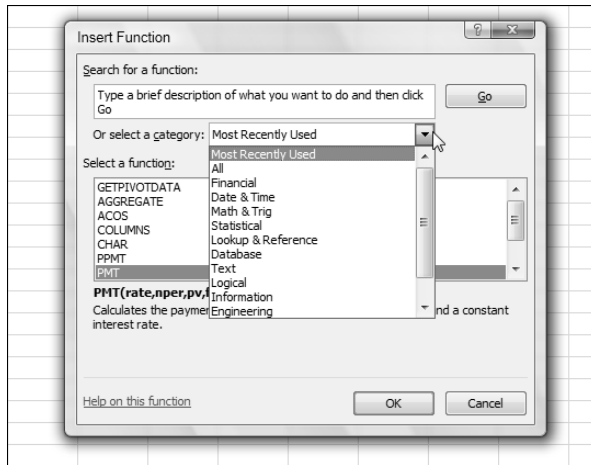 Insert Function
?
Search for a function:
Type a brief description of what you want to do and then click
Go
Go
Or select a category: Most Recently Used
Most Recently Used
All
Financial
Date & Time
Math & Trig
Statistical
Lookup & Reference
Database
Text
Logical
Information
Engineering
Select a function:
GETPIVOTDATA
AGGREGATE
ACOS
COLUMNS
CHAR
PPMT
PMT
PMT(rate,nper,pv,
Calculates the nd a constant
interest rate.
Help on this function
OK
Cancel